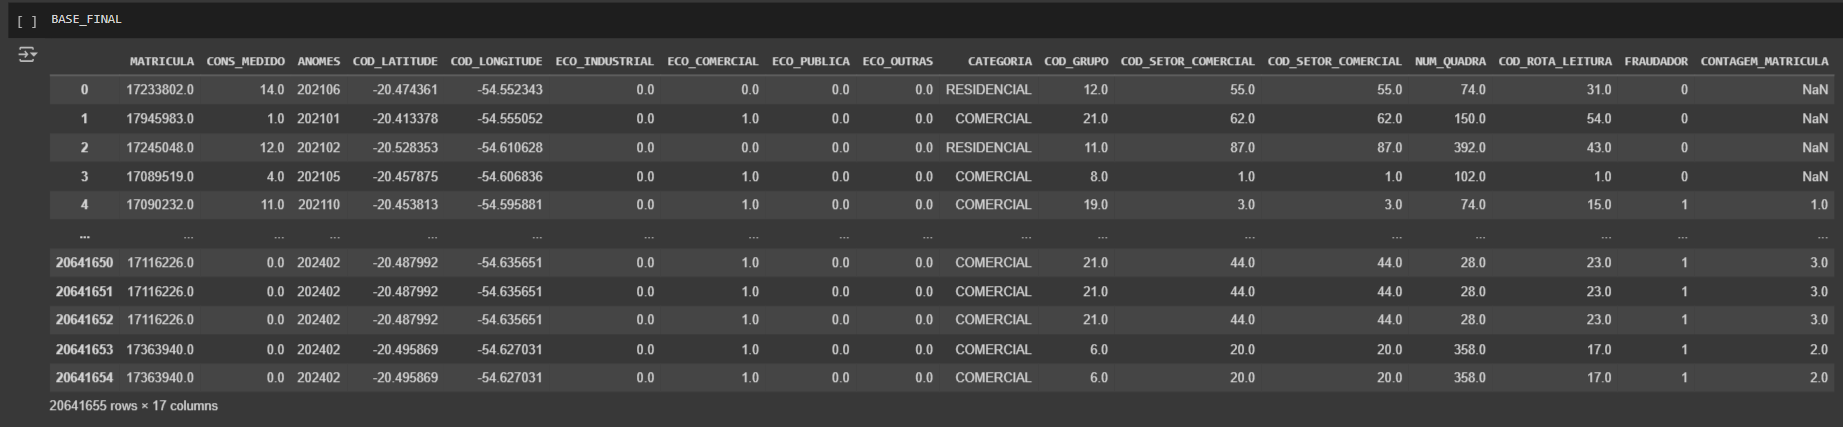 [ ] BASE_FINAL
MATRICULA CONS_MEDIDO ANOMES COD_LATITUDE COD_LONGITUDE ECO_INDUSTRIAL ECO_COMERCIAL ECO_PUBLICA ECO_OUTRAS CATEGORIA COD_GRUPO COD_SETOR_COMERCIAL COD_SETOR_COMERCIAL NUM_QUADRA COD_ROTA_LEITURA FRAUDADOR CONTAGEM_MATRICULA
0 17233802.0 14.0 202106 -20.474361 -54.552343 0.0 0.0 0.0 0.0 RESIDENCIAL 12.0 55.0 55.0 74.0 31.0 0 NaN
1 17945983.0 1.0 202101 -20.413378 -54.555052 0.0 1.0 0.0 0.0 COMERCIAL 21.0 62.0 62.0 150.0 54.0 0 NaN
2 17245048.0 12.0 202102 -20.528353 -54.610628 0.0 0.0 0.0 0.0 RESIDENCIAL 11.0 87.0 87.0 392.0 43.0 0 NaN
3 17089519.0 4.0 202105 -20.457875 -54.606836 0.0 1.0 0.0 0.0 COMERCIAL 8.0 1.0 1.0 102.0 1.0 0 NaN
4 17090232.0 11.0 202110 -20.453813 -54.595881 0.0 1.0 0.0 0.0 COMERCIAL 19.0 3.0 3.0 74.0 15.0 1 1.0
... ... ... ... ... ... ... ... ... ... ... ... ... ... ... ... ... ...
20641650 17116226.0 0.0 202402 -20.487992 -54.635651 0.0 1.0 0.0 0.0 COMERCIAL 21.0 44.0 44.0 28.0 23.0 1 3.0
20641651 17116226.0 0.0 202402 -20.487992 -54.635651 0.0 1.0 0.0 0.0 COMERCIAL 21.0 44.0 44.0 28.0 23.0 1 3.0
20641652 17116226.0 0.0 202402 -20.487992 -54.635651 0.0 1.0 0.0 0.0 COMERCIAL 21.0 44.0 44.0 28.0 23.0 1 3.0
20641653 17363940.0 0.0 202402 -20.495869 -54.627031 0.0 1.0 0.0 0.0 COMERCIAL 6.0 20.0 20.0 358.0 17.0 1 2.0
20641654 17363940.0 0.0 202402 -20.495869 -54.627031 0.0 1.0 0.0 0.0 COMERCIAL 6.0 20.0 20.0 358.0 17.0 1 2.0
20641655 rows × 17 columns